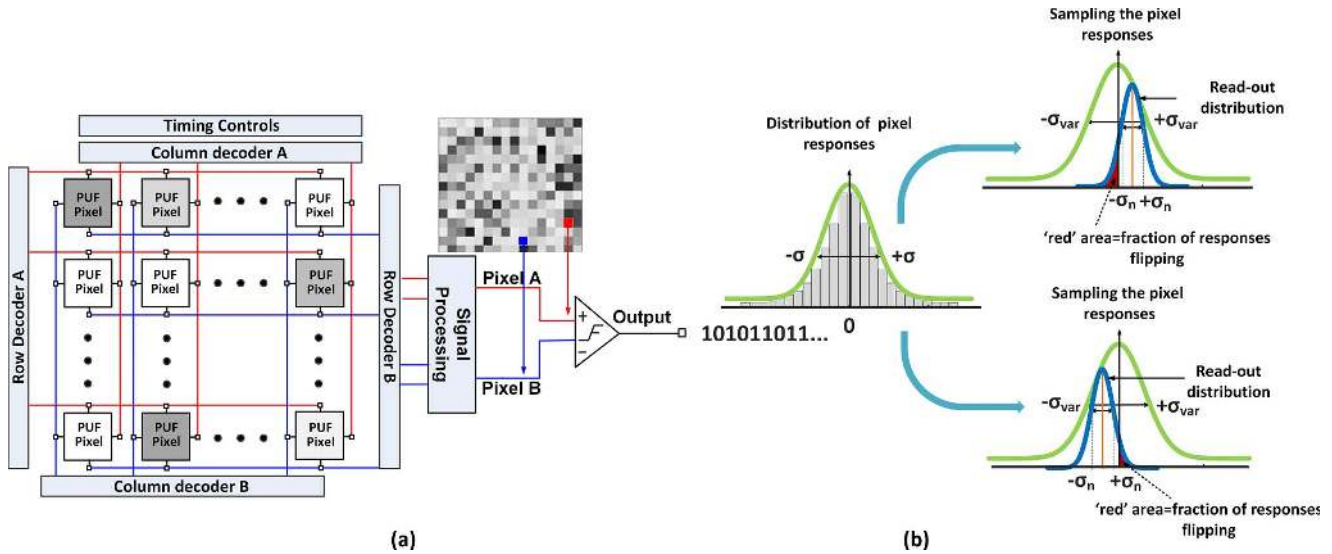 Timing Controls
Column decoder A
Row Decoder A
PUF
Pixel
PUF
Pixel
PUF
Pixel
PUF
Pixel
PUF
Pixel
PUF
Pixel
PUF
Pixel
PUF
Pixel
PUF
Pixel
Column decoder B
Row Decoder B
Signal
Processing
Pixel A
Pixel B
+
−
Output
101011011...
(a)
Distribution of pixel
responses
-σ
+σ
0
Sampling the pixel
responses
Read-out
distribution
-σvar
+σvar
-σn
+σn
‘red’ area=fraction of responses
flipping
Sampling the pixel
responses
Read-out
distribution
-σvar
+σvar
-σn
+σn
‘red’ area=fraction of responses
flipping
(b)